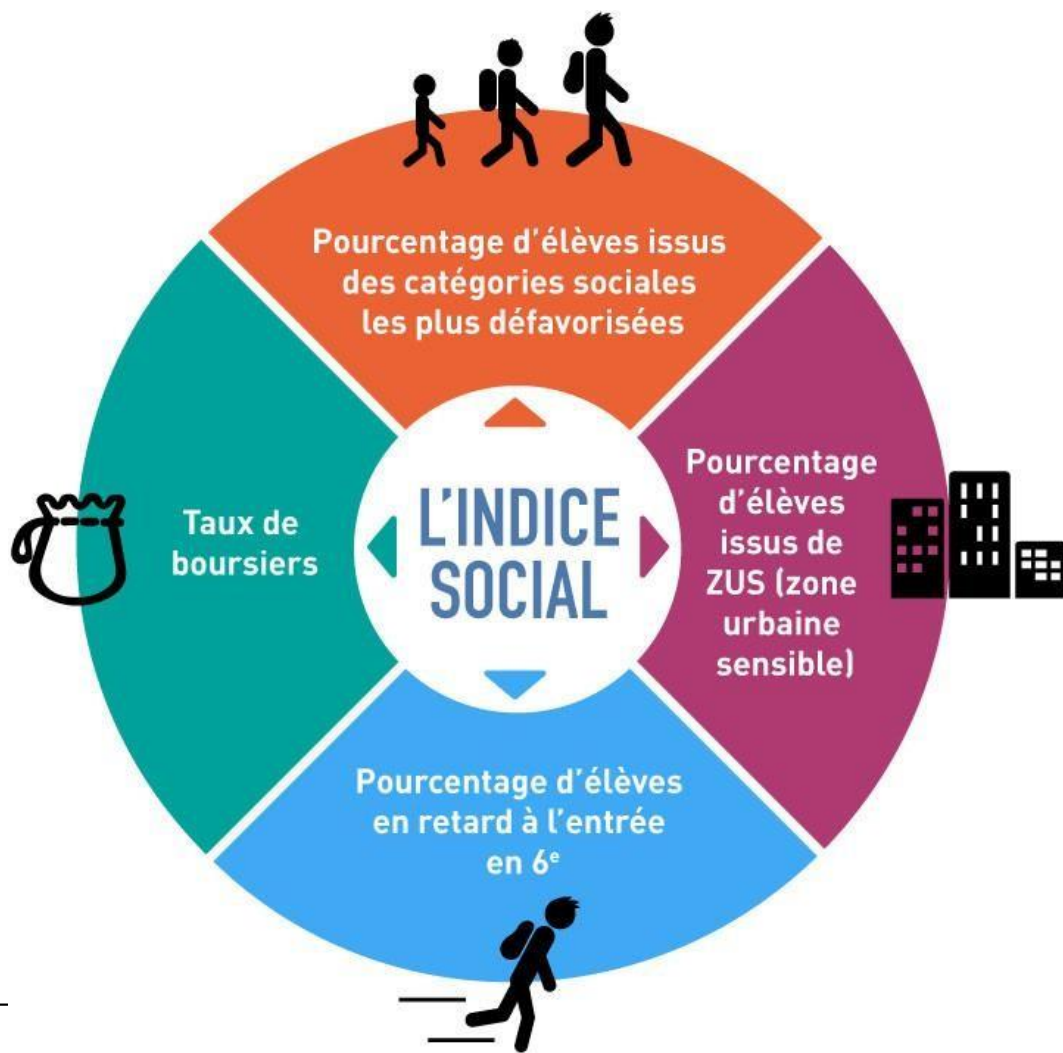 Pourcentage d'élèves issus
des catégories sociales
les plus défavorisées
Taux de
boursiers
L'INDICE
SOCIAL
Pourcentage
d'élèves
issus de
ZUS (zone
urbaine
sensible)
Pourcentage d'élèves
en retard à l'entrée
en 6ᵉ